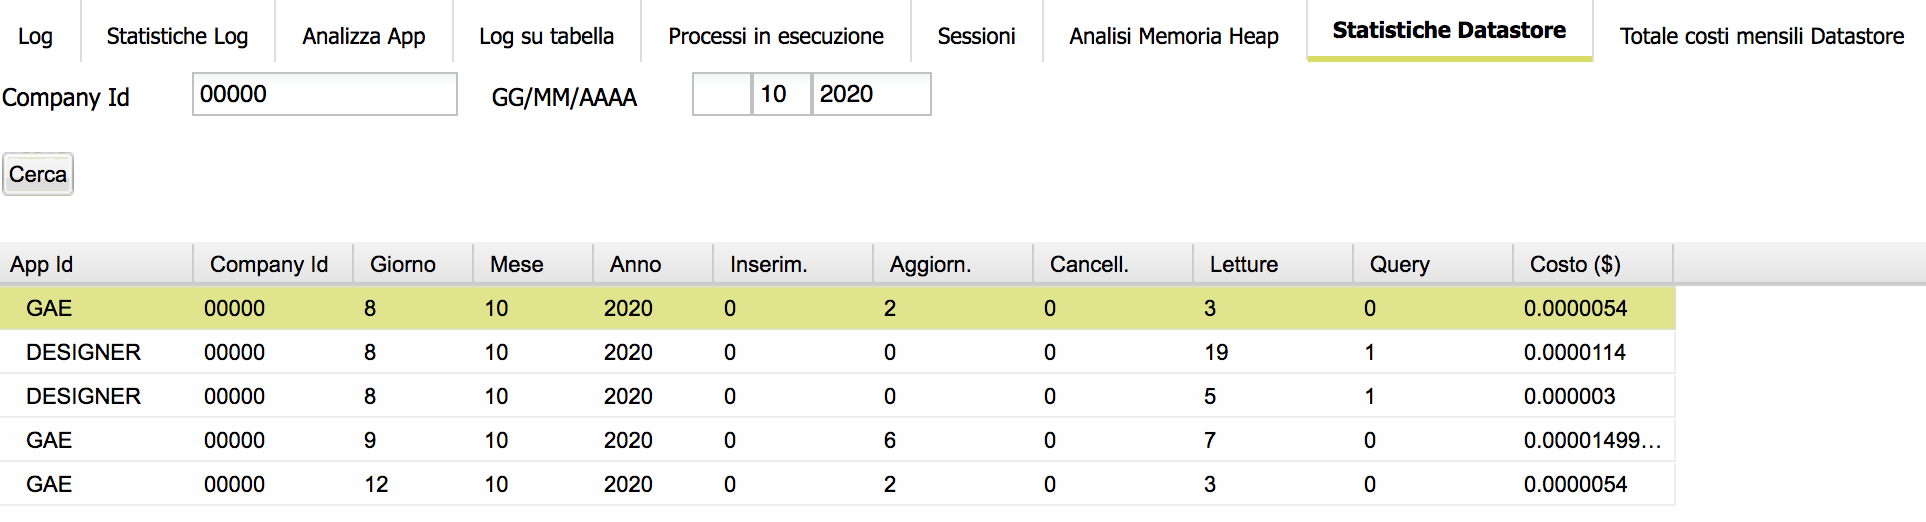 Log Statistiche Log Analizza App Log su tabella Processi in esecuzione Sessioni Analisi Memoria Heap Statistiche Datastore Totale costi mensili Datastore
Company Id 00000 GG/MM/AAAA 10 2020
Cerca
App Id Company Id Giorno Mese Anno Inserim. Aggiorn. Cancell. Letture Query Costo ($)
GAE 00000 8 10 2020 0 2 0 3 0 0.0000054
DESIGNER 00000 8 10 2020 0 0 0 19 1 0.0000114
DESIGNER 00000 8 10 2020 0 0 0 5 1 0.000003
GAE 00000 9 10 2020 0 6 0 7 0 0.00001499...
GAE 00000 12 10 2020 0 2 0 3 0 0.0000054